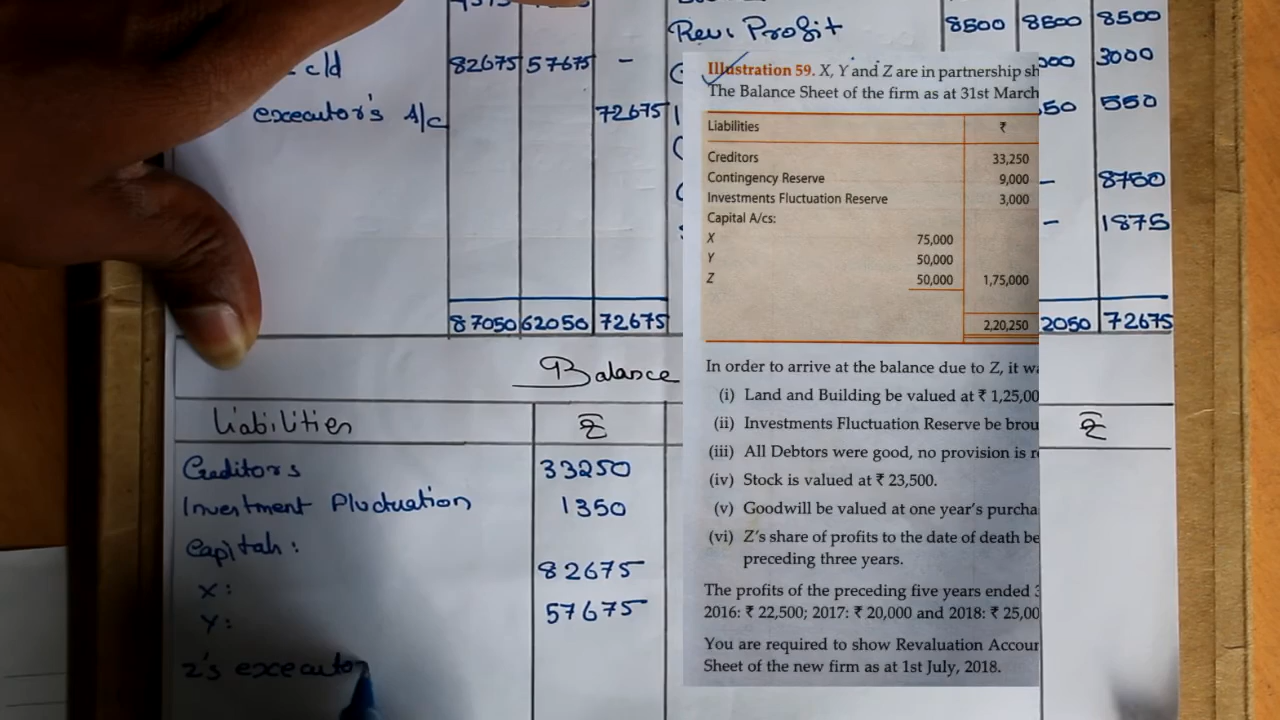 Rev. Profit 8500 8500 8500
c/d 82675 57675 - 000 3000
executor's A/c 72675 50 550
- 8750
- 1875
87050 62050 72675 2050 72675
Illustration 59. X, Y and Z are in partnership sh
The Balance Sheet of the firm as at 31st March
Liabilities ₹
Creditors 33,250
Contingency Reserve 9,000
Investments Fluctuation Reserve 3,000
Capital A/cs:
X 75,000
Y 50,000
Z 50,000 1,75,000
2,20,250
In order to arrive at the balance due to Z, it wa
(i) Land and Building be valued at ₹ 1,25,00
(ii) Investments Fluctuation Reserve be brou
(iii) All Debtors were good, no provision is r
(iv) Stock is valued at ₹ 23,500.
(v) Goodwill be valued at one year's purcha
(vi) Z's share of profits to the date of death be
preceding three years.
The profits of the preceding five years ended 3
2016: ₹ 22,500; 2017: ₹ 20,000 and 2018: ₹ 25,00
You are required to show Revaluation Accour
Sheet of the new firm as at 1st July, 2018.
Balance
Liabilities ₹ ₹
Creditors 33250
Investment Fluctuation 1350
Capitals:
X: 82675
Y: 57675
Z's executor